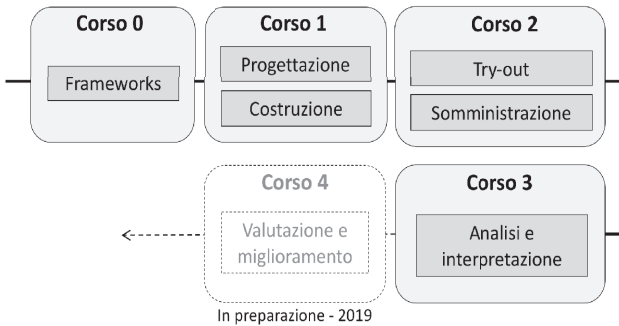 Corso 0
Frameworks
Corso 1
Progettazione
Costruzione
Corso 2
Try-out
Somministrazione
Corso 4
Valutazione e
miglioramento
In preparazione - 2019
Corso 3
Analisi e
interpretazione